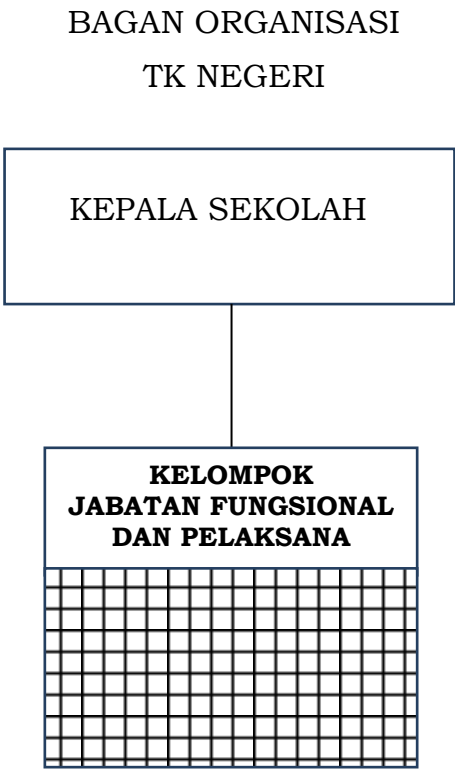 BAGAN ORGANISASI
TK NEGERI
KEPALA SEKOLAH
KELOMPOK
JABATAN FUNGSIONAL
DAN PELAKSANA